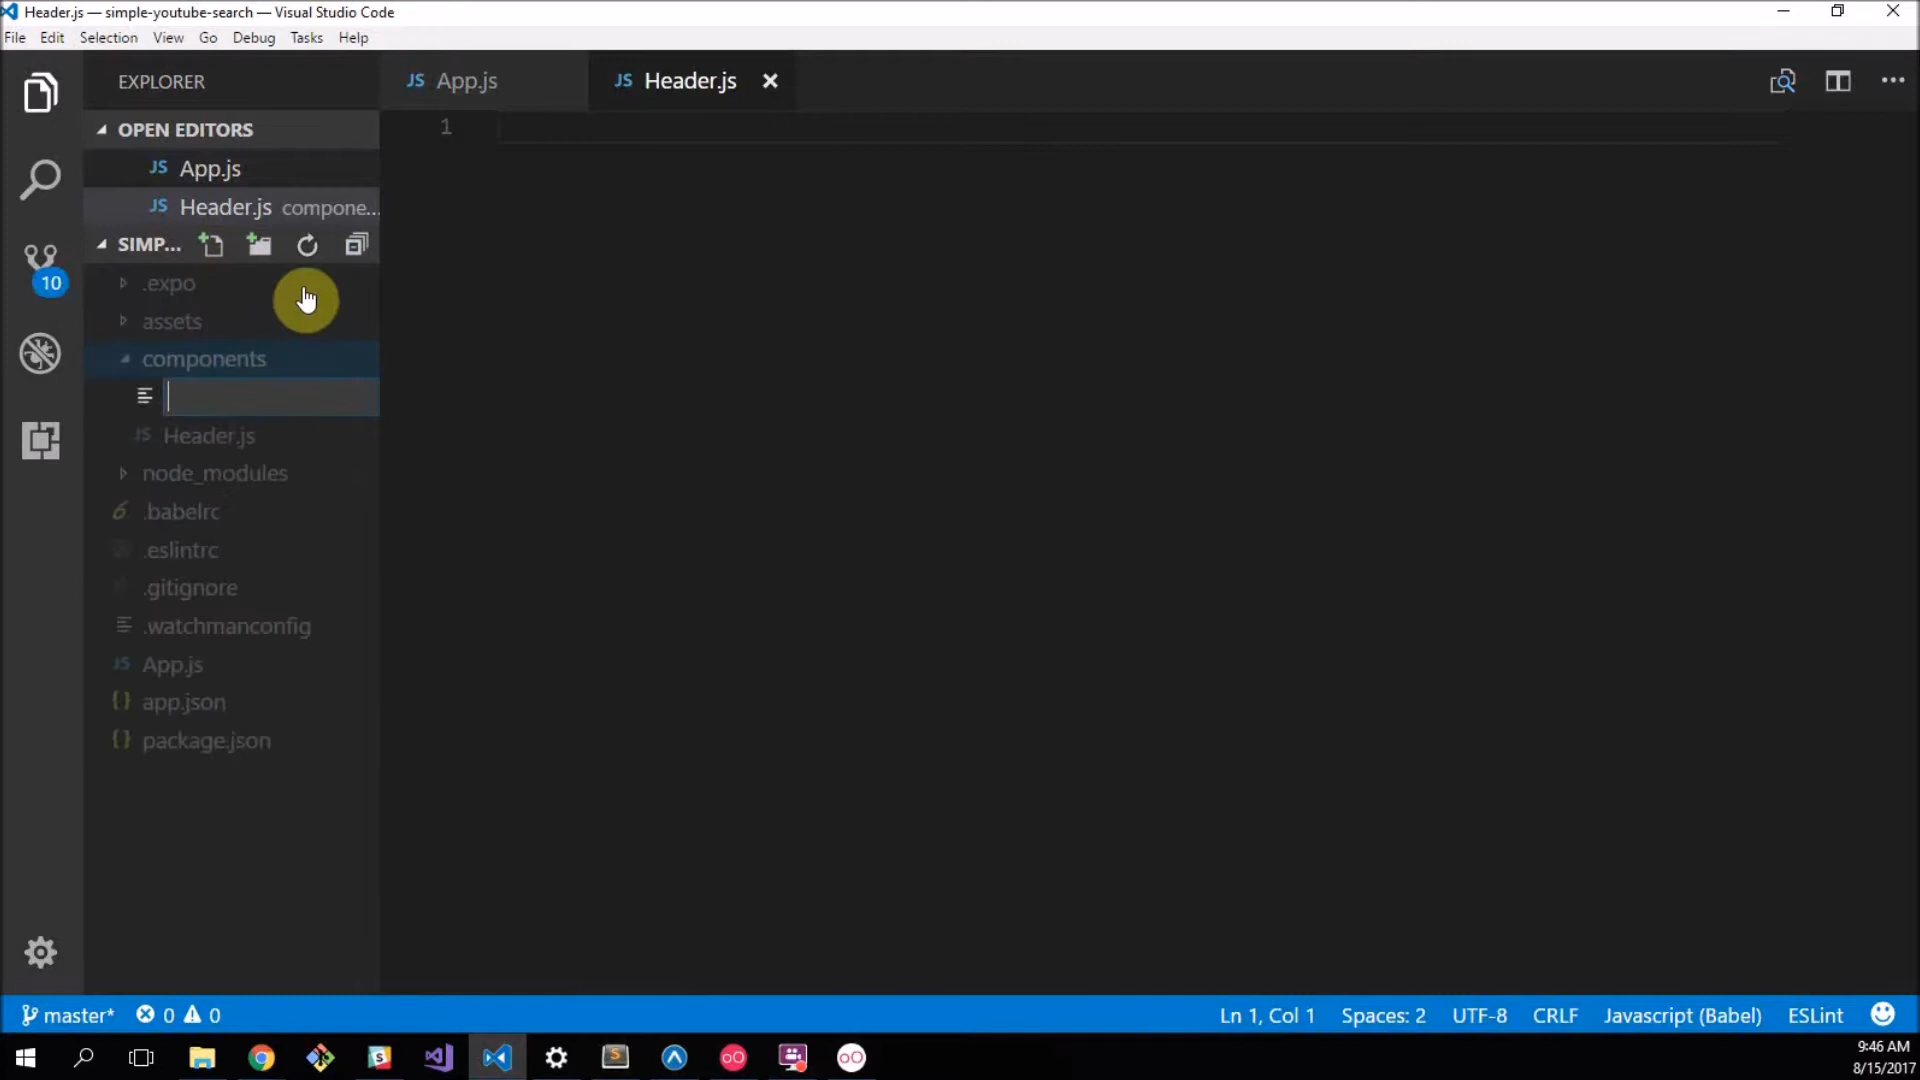 Header.js — simple-youtube-search — Visual Studio Code
File Edit Selection View Go Debug Tasks Help
EXPLORER
JS App.js
JS Header.js
OPEN EDITORS
JS App.js
JS Header.js compone...
SIMP...
.expo
assets
components
JS Header.js
node_modules
.babelrc
.eslintrc
.gitignore
.watchmanconfig
JS App.js
{} app.json
{} package.json
1
10
master* 0 0
Ln 1, Col 1 Spaces: 2 UTF-8 CRLF Javascript (Babel) ESLint
9:46 AM
8/15/2017